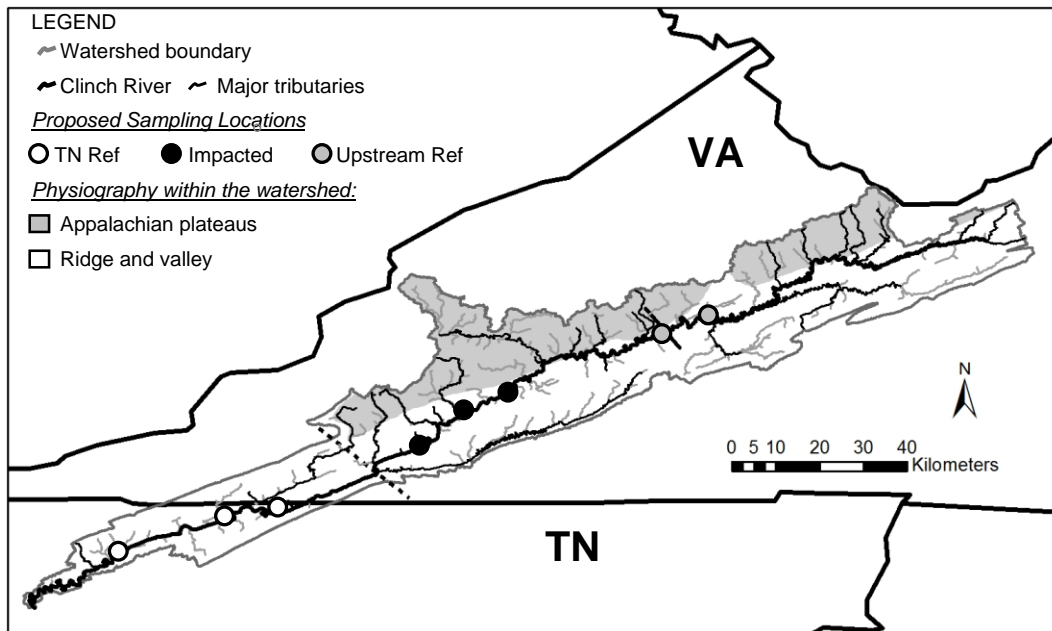 LEGEND
Watershed boundary
Clinch River Major tributaries
Proposed Sampling Locations
TN Ref Impacted Upstream Ref
Physiography within the watershed:
Appalachian plateaus
Ridge and valley
VA
N
0 5 10 20 30 40
Kilometers
TN